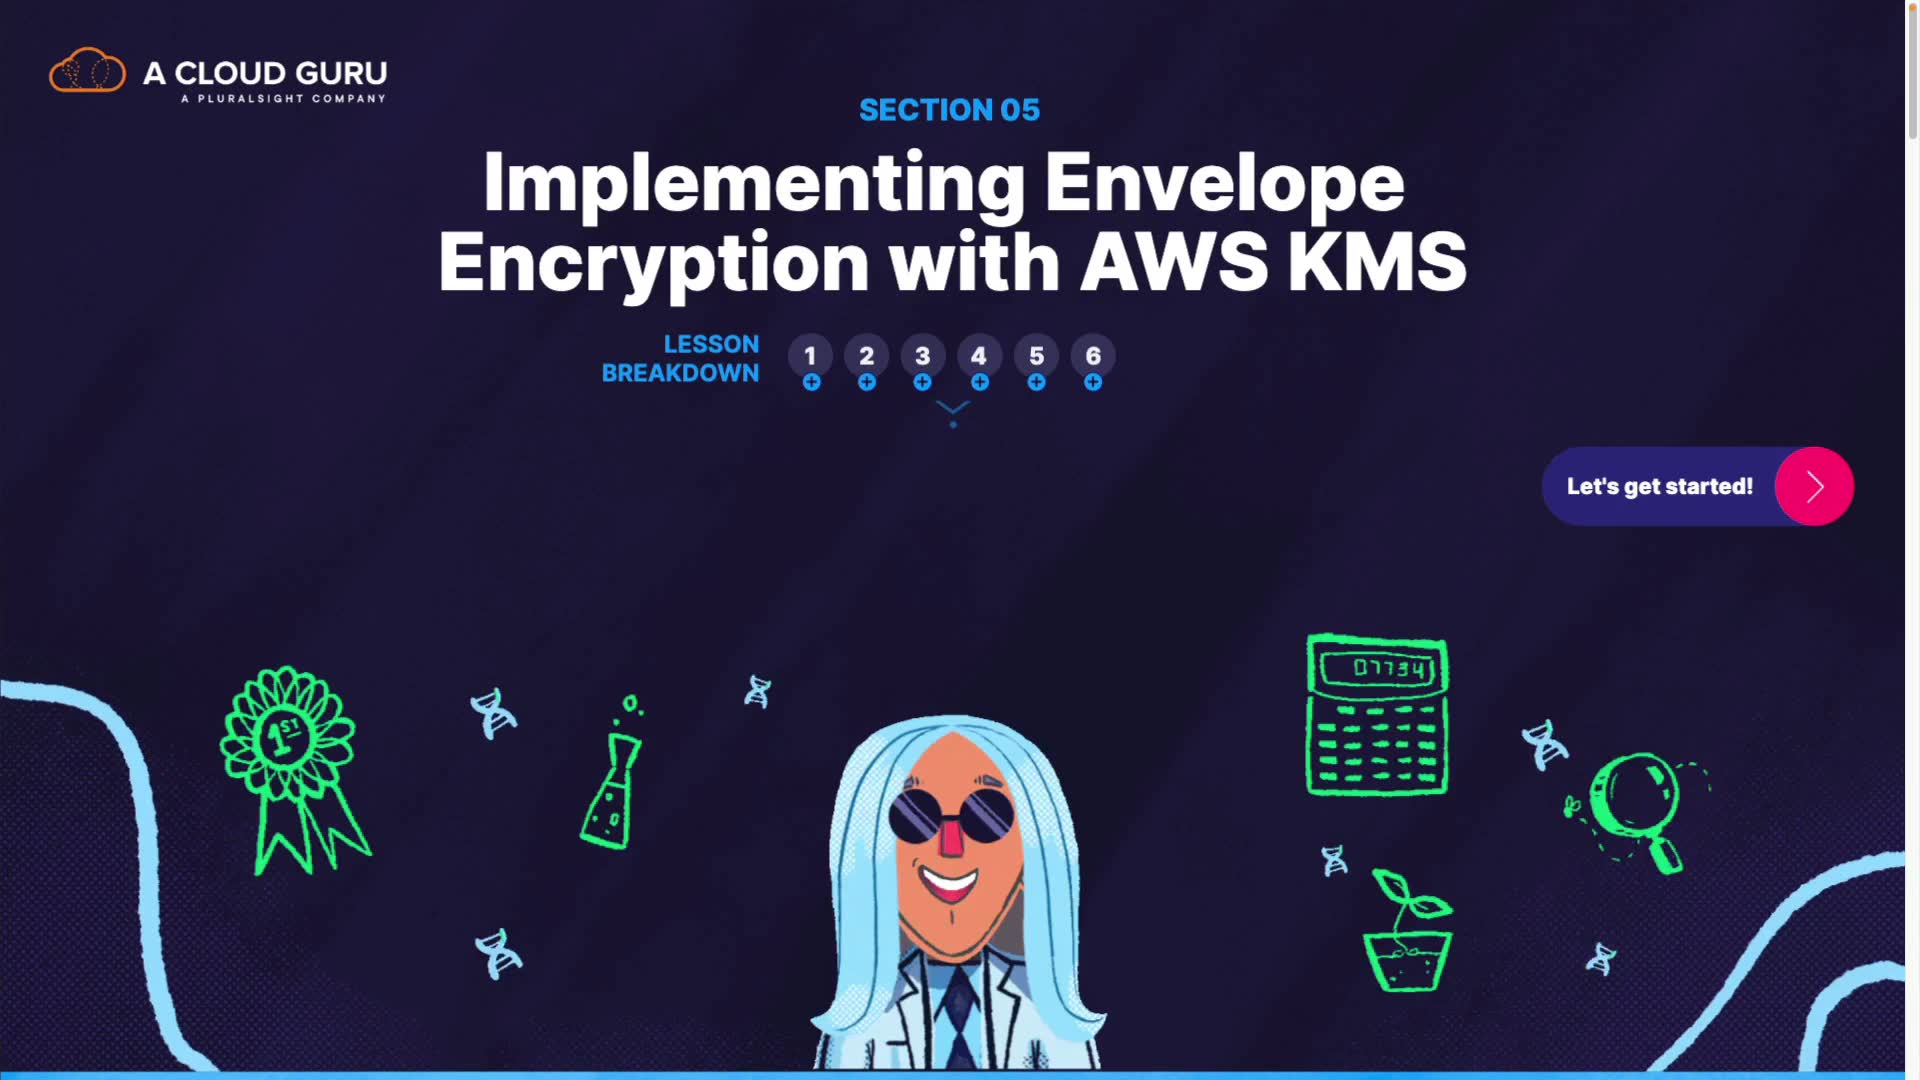 A CLOUD GURU
A PLURALSIGHT COMPANY
SECTION 05
Implementing Envelope
Encryption with AWS KMS
LESSON
BREAKDOWN
1 2 3 4 5 6
Let's get started!
1ST
07734